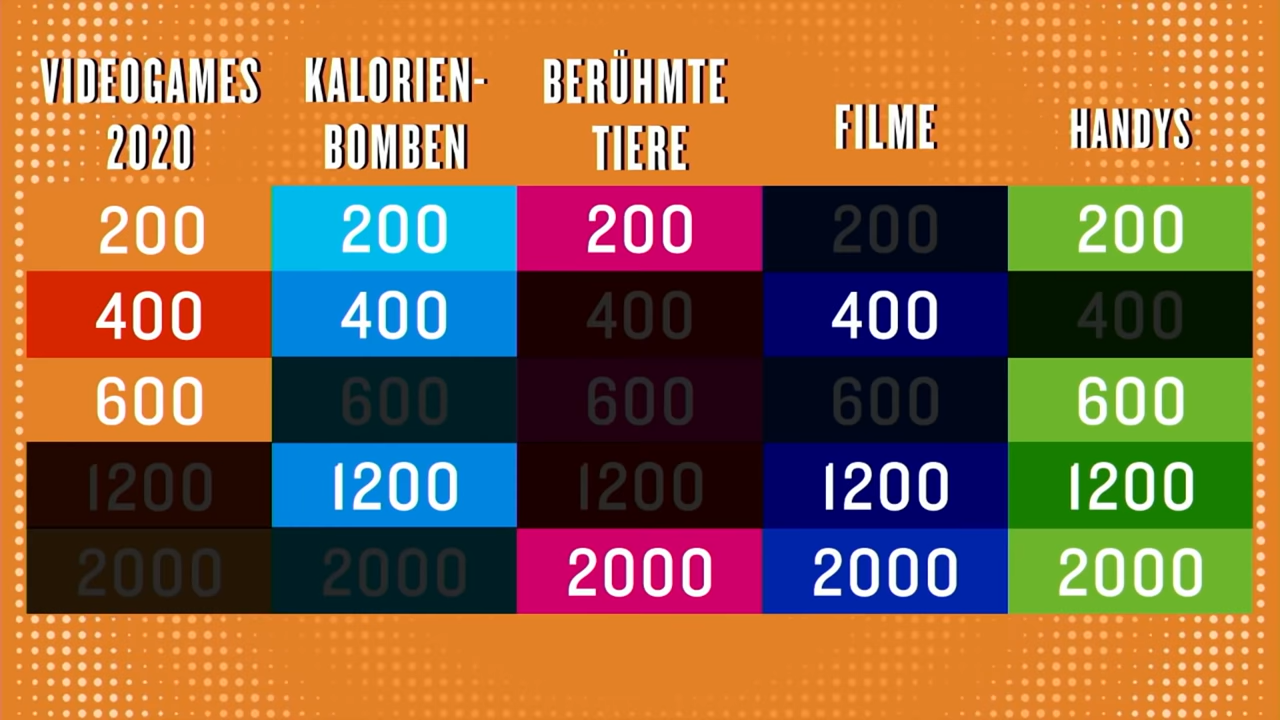 VIDEOGAMES
2020
KALORIEN-
BOMBEN
BERÜHMTE
TIERE
FILME
HANDYS
200 200 200 200 200
400 400 400 400 400
600 600 600 600 600
1200 1200 1200 1200 1200
2000 2000 2000 2000 2000